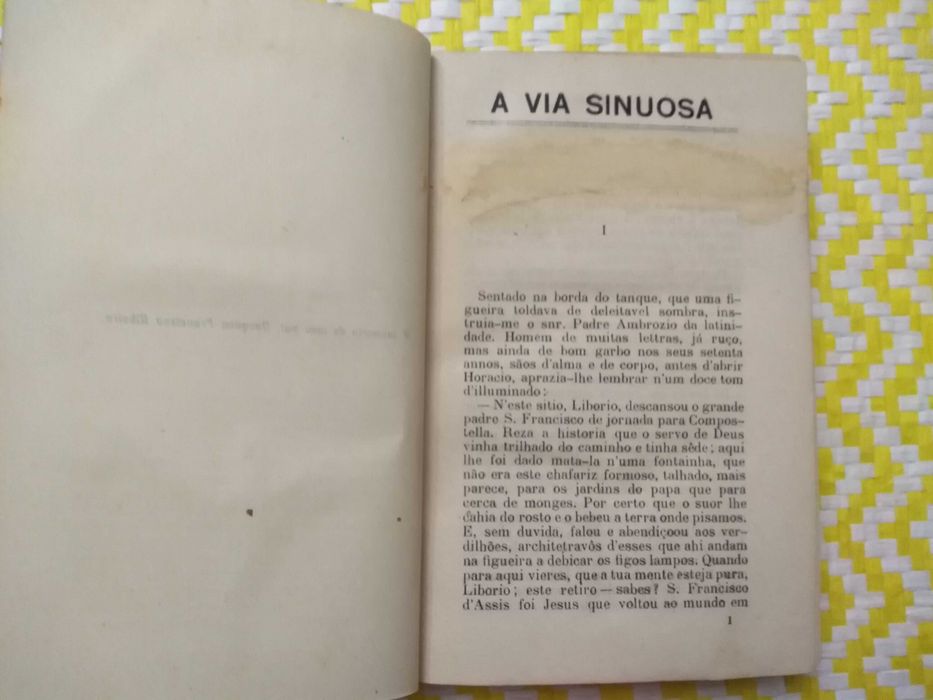 A VIA SINUOSA
I
Sentado na borda do tanque, que uma fi-
gueira toldava de deleitavel sombra, ins-
truia-me o snr. Padre Ambrozio da latini-
dade. Homem de muitas lettras, já ruço,
mas ainda de bom garbo nos seus setenta
annos, sãos d'alma e de corpo, antes d'abrir
Horacio, aprazia-lhe lembrar n'um doce tom
d'illuminado:
— N'este sitio, Liborio, descansou o grande
padre S. Francisco de jornada para Compos-
tella. Reza a historia que o servo de Deus
vinha trilhado do caminho e tinha sêde; aqui
lhe foi dado mata-la n'uma fontainha, que
não era este chafariz formoso, talhado, mais
parece, para os jardins do papa que para
cerca de monges. Por certo que o suor lhe
cahia do rosto e o bebeu a terra onde pisamos.
E, sem duvida, falou e abendiçoou aos ver-
dilhões, architetravôs d'esses que ahi andam
na figueira a debicar os figos lampos. Quando
para aqui vieres, que a tua mente esteja pura,
Liborio; este retiro — sabes? S. Francisco
d'Assis foi Jesus que voltou ao mundo em
1